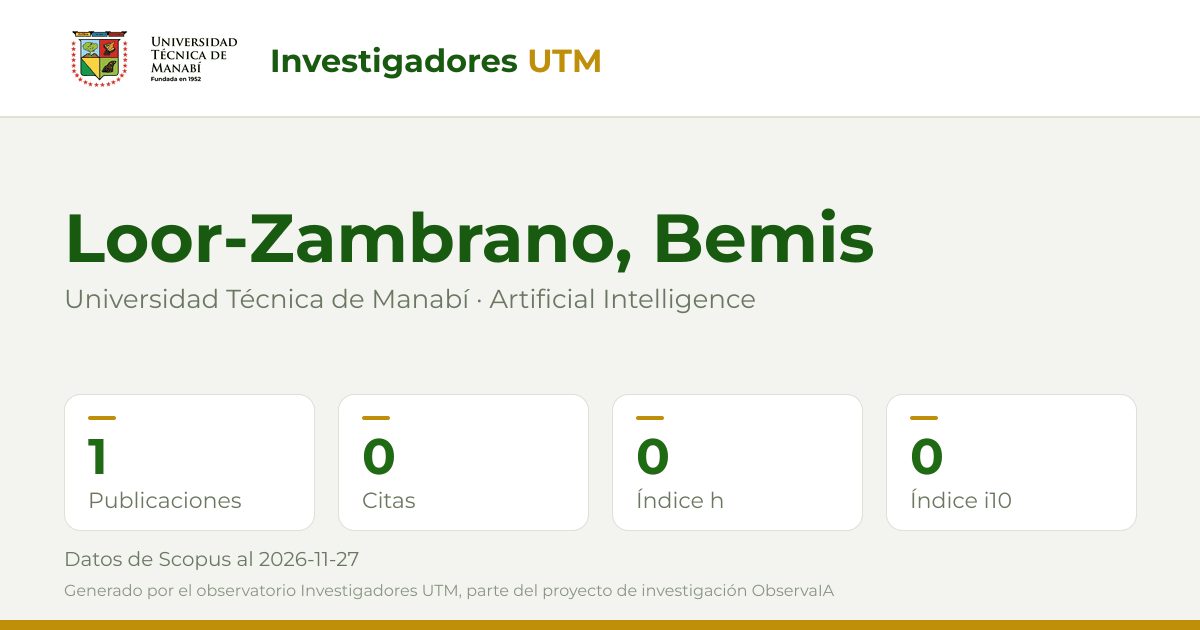 UNIVERSIDAD
TÉCNICA DE
MANABÍ
Fundada en 1952
Investigadores UTM
Loor-Zambrano, Bemis
Universidad Técnica de Manabí · Artificial Intelligence
1
Publicaciones
0
Citas
0
Índice h
0
Índice i10
Datos de Scopus al 2026-11-27
Generado por el observatorio Investigadores UTM, parte del proyecto de investigación ObservaIA